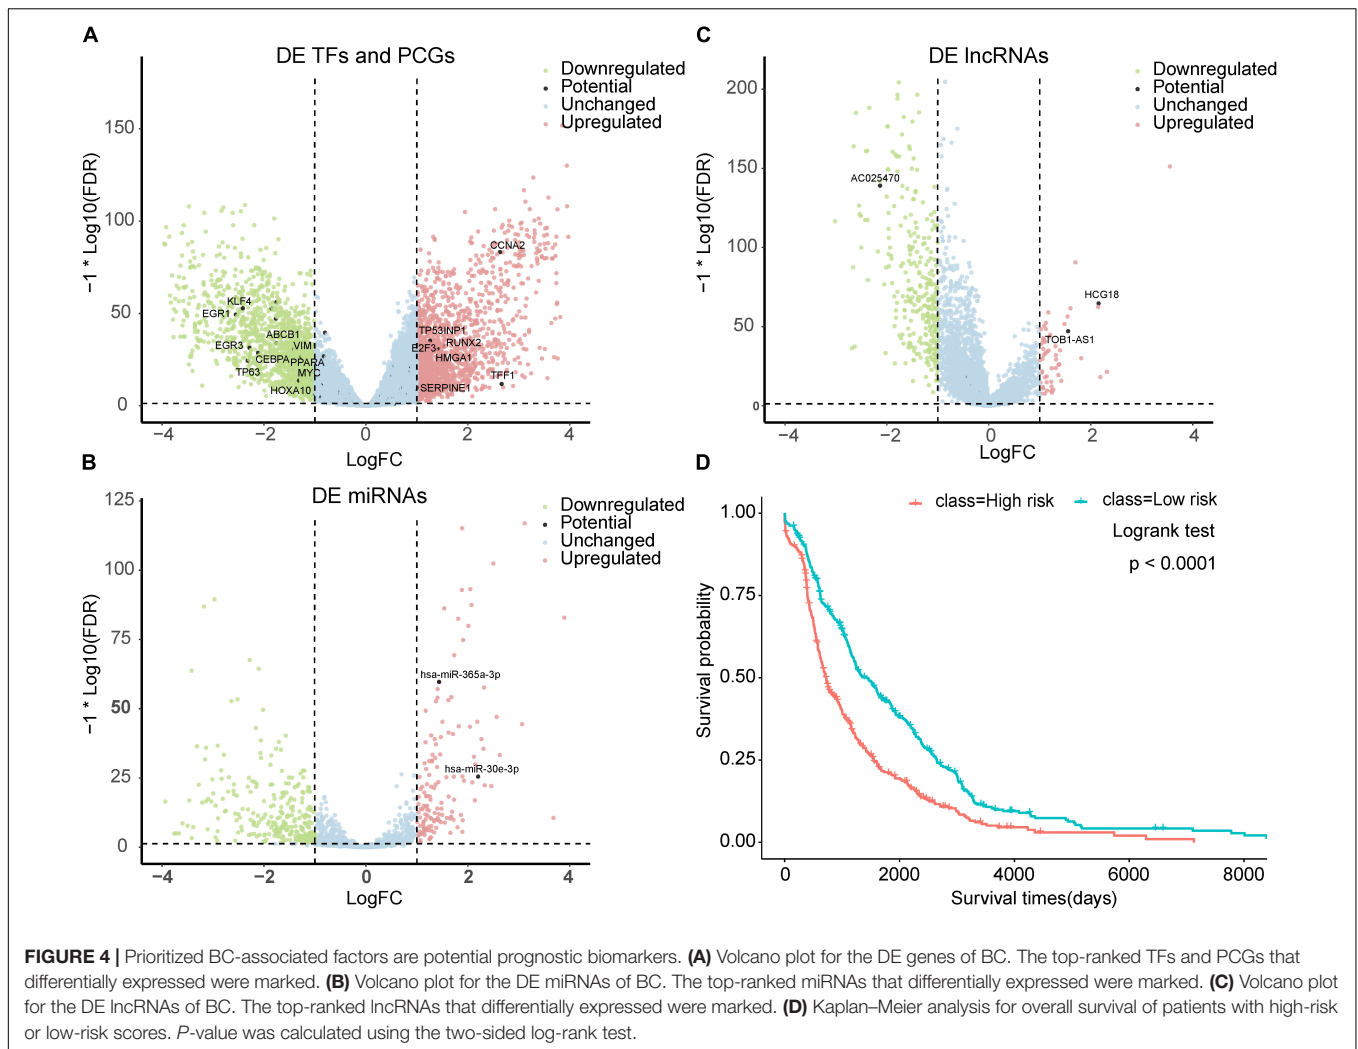 A
DE TFs and PCGs
Downregulated
Potential
Unchanged
Upregulated
−1 * Log10(FDR)
150
100
50
0
CCNA2
KLF4
EGR1
ABCB1
EGR3
VIM
CEBPA
PPARA
TP63
MYC
HOXA10
TP53INP1
E2F3
RUNX2
HMGA1
TFF1
SERPINE1
−4
−2
0
2
4
LogFC
C
DE lncRNAs
Downregulated
Potential
Unchanged
Upregulated
−1 * Log10(FDR)
200
150
100
50
0
AC025470
HCG18
TOB1-AS1
−4
−2
0
2
4
LogFC
B
DE miRNAs
Downregulated
Potential
Unchanged
Upregulated
−1 * Log10(FDR)
125
100
75
50
25
0
hsa-miR-365a-3p
hsa-miR-30e-3p
−4
−2
0
2
4
LogFC
D
class=High risk
class=Low risk
Logrank test
p < 0.0001
Survival probability
1.00
0.75
0.50
0.25
0.00
0
2000
4000
6000
8000
Survival times(days)
FIGURE 4 | Prioritized BC-associated factors are potential prognostic biomarkers. (A) Volcano plot for the DE genes of BC. The top-ranked TFs and PCGs that
differentially expressed were marked. (B) Volcano plot for the DE miRNAs of BC. The top-ranked miRNAs that differentially expressed were marked. (C) Volcano plot
for the DE lncRNAs of BC. The top-ranked lncRNAs that differentially expressed were marked. (D) Kaplan–Meier analysis for overall survival of patients with high-risk
or low-risk scores. P-value was calculated using the two-sided log-rank test.